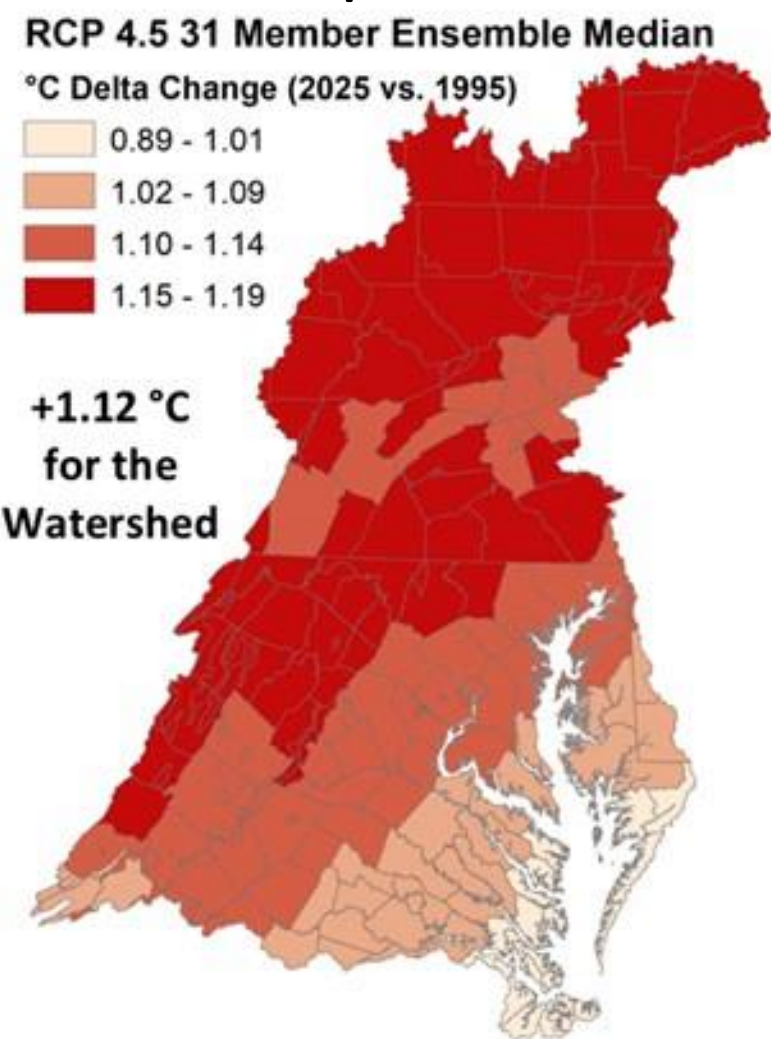 RCP 4.5 31 Member Ensemble Median
°C Delta Change (2025 vs. 1995)
0.89 - 1.01
1.02 - 1.09
1.10 - 1.14
1.15 - 1.19
+1.12 °C
for the
Watershed